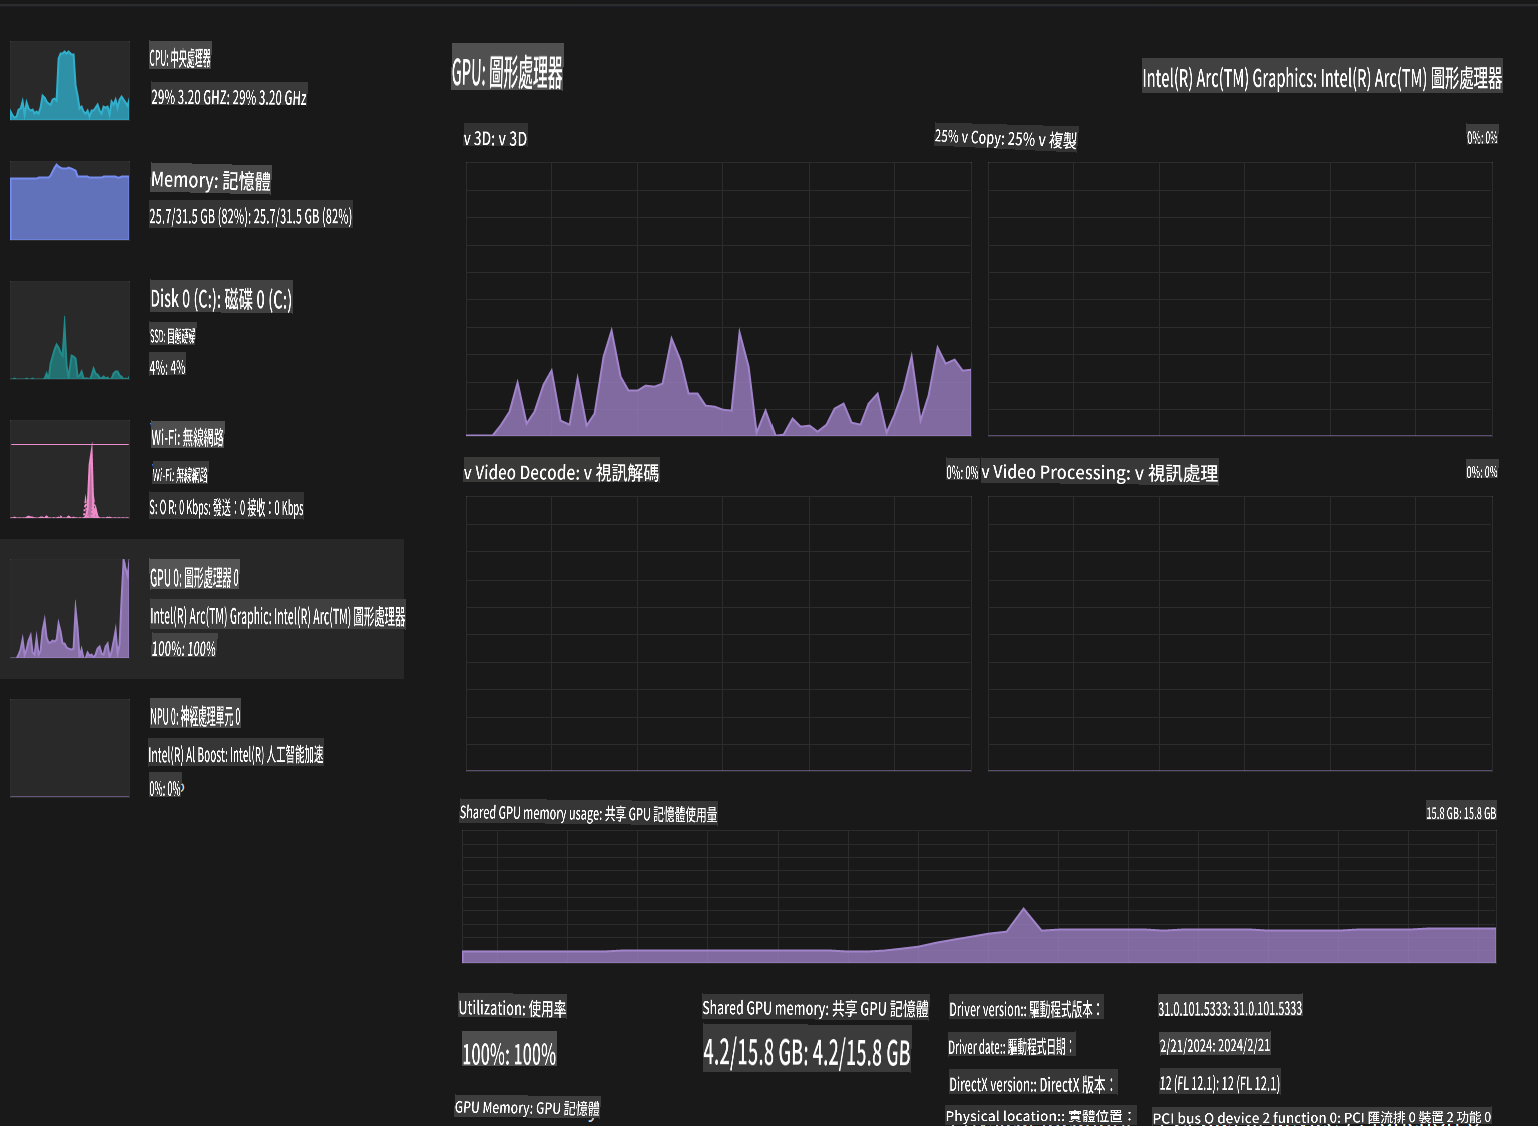 CPU: 中央處理器
29% 3.20 GHZ: 29% 3.20 GHz
Memory: 記憶體
25.7/31.5 GB (82%): 25.7/31.5 GB (82%)
Disk 0 (C:): 磁碟 0 (C:)
SSD: 固態硬碟
4%: 4%
Wi-Fi: 無線網路
Wi-Fi: 無線網路
S: O R: 0 Kbps: 發送：0 接收：0 Kbps
GPU 0: 圖形處理器 0
Intel(R) Arc(TM) Graphic: Intel(R) Arc(TM) 圖形處理器
100%: 100%
NPU 0: 神經處理單元 0
Intel(R) Al Boost: Intel(R) 人工智能加速
0%: 0%
GPU: 圖形處理器
Intel(R) Arc(TM) Graphics: Intel(R) Arc(TM) 圖形處理器
v 3D: v 3D
25% v Copy: 25% v 複製
0%: 0%
v Video Decode: v 視訊解碼
0%: 0%
v Video Processing: v 視訊處理
0%: 0%
Shared GPU memory usage: 共享 GPU 記憶體使用量
15.8 GB: 15.8 GB
Utilization: 使用率
100%: 100%
Shared GPU memory: 共享 GPU 記憶體
4.2/15.8 GB: 4.2/15.8 GB
GPU Memory: GPU 記憶體
Driver version:: 驅動程式版本：
31.0.101.5333: 31.0.101.5333
Driver date:: 驅動程式日期：
2/21/2024: 2024/2/21
DirectX version:: DirectX 版本：
12 (FL 12.1): 12 (FL 12.1)
Physical location:: 實體位置：
PCI bus O device 2 function 0: PCI 匯流排 0 裝置 2 功能 0